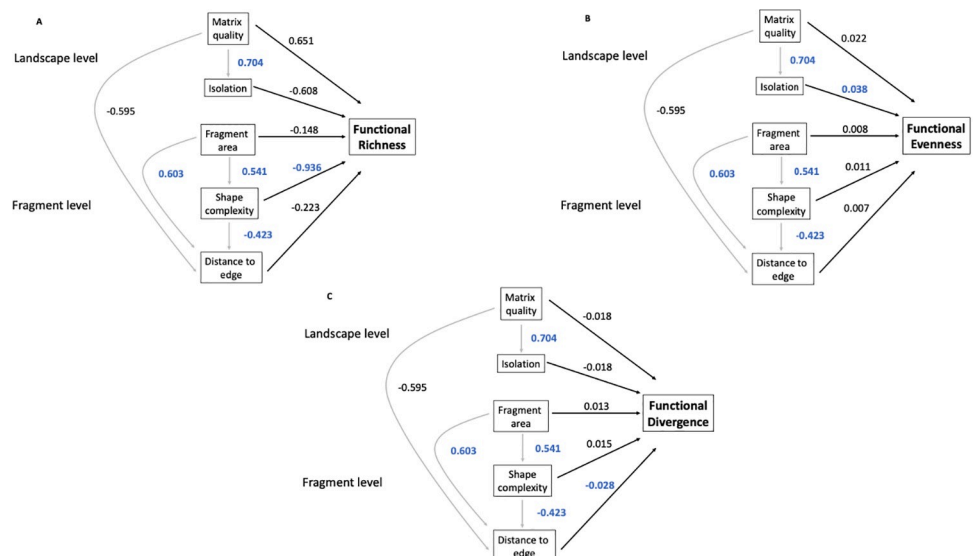 A
Matrix
quality
0.651
Landscape level
0.704
Isolation
-0.608
-0.595
Fragment
area
-0.148
Functional
Richness
0.603
0.541
-0.936
Fragment level
Shape
complexity
-0.223
-0.423
Distance to
edge
B
Matrix
quality
0.022
Landscape level
0.704
Isolation
0.038
-0.595
Fragment
area
0.008
Functional
Evenness
0.603
0.541
0.011
Fragment level
Shape
complexity
0.007
-0.423
Distance to
edge
C
Matrix
quality
-0.018
Landscape level
0.704
Isolation
-0.018
-0.595
Fragment
area
0.013
Functional
Divergence
0.603
0.541
0.015
Fragment level
Shape
complexity
-0.028
-0.423
Distance to
edge